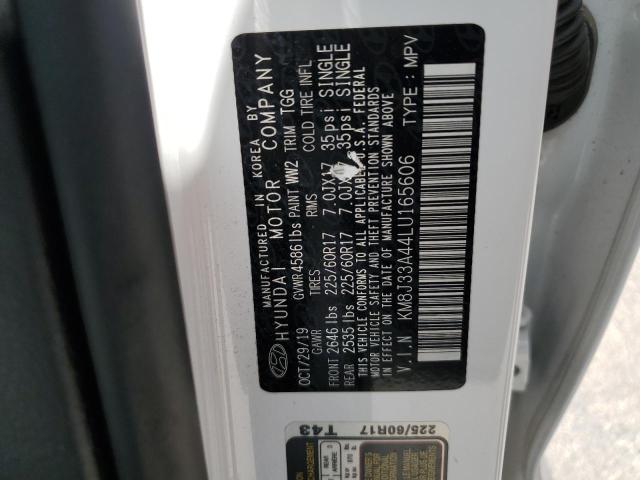 MANUFACTURED IN KOREA BY
HYUNDAI MOTOR COMPANY
OCT/29/19 GVWR 4586 lbs PAINT WW2 TRIM TGG
GAWR TIRES RIMS COLD TIRE INFL
FRONT 2646 lbs 225/60R17 7.0JX17 35psi SINGLE
REAR 2535 lbs 225/60R17 35psi SINGLE
THIS VEHICLE CONFORMS TO ALL APPLICABLE U.S.A. FEDERAL
MOTOR VEHICLE SAFETY AND THEFT PREVENTION STANDARDS
IN EFFECT ON THE DATE OF MANUFACTURE SHOWN ABOVE
V.I.N KM8J33A44LU165606 TYPE : MPV
225/60R17
T43